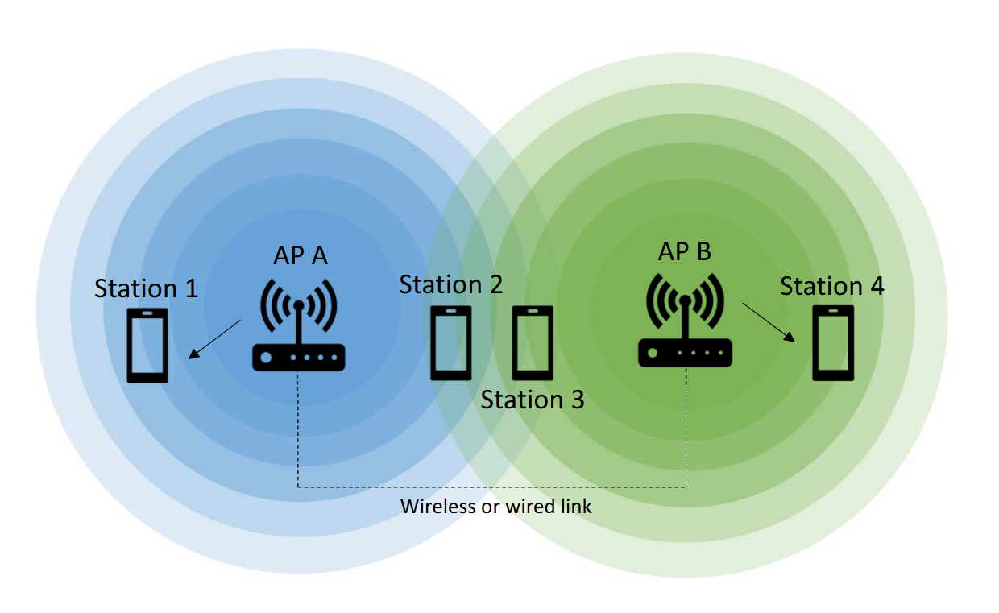 AP A
AP B
Station 1
Station 2
Station 4
Station 3
Wireless or wired link